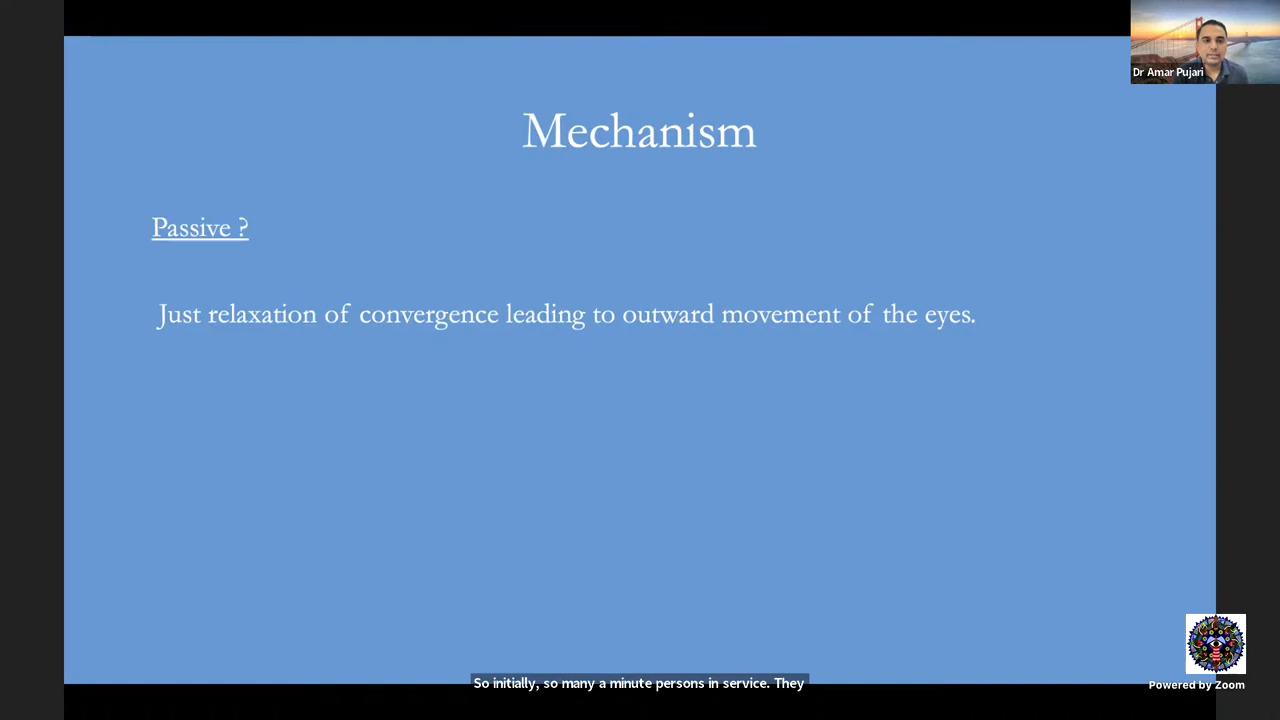 Dr Amar Pujari
Mechanism
Passive ?
Just relaxation of convergence leading to outward movement of the eyes.
So initially, so many a minute persons in service. They
Powered by Zoom